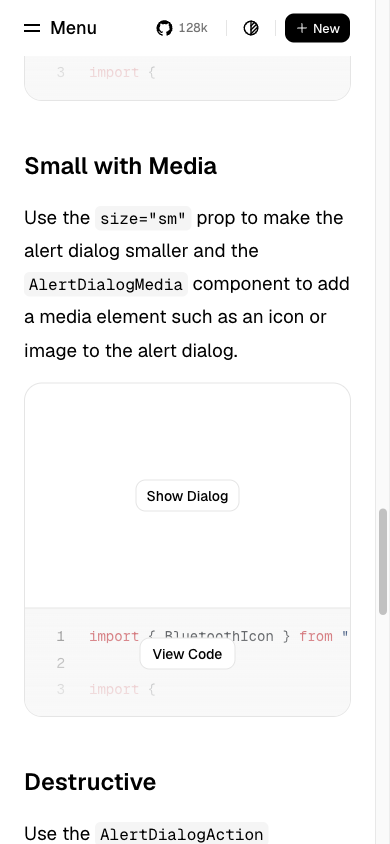 Menu 128k New
3 import {
Small with Media
Use the size="sm" prop to make the
alert dialog smaller and the
AlertDialogMedia component to add
a media element such as an icon or
image to the alert dialog.
Show Dialog
1 import { BluetoothIcon } from "
2
View Code
3 import {
Destructive
Use the AlertDialogAction